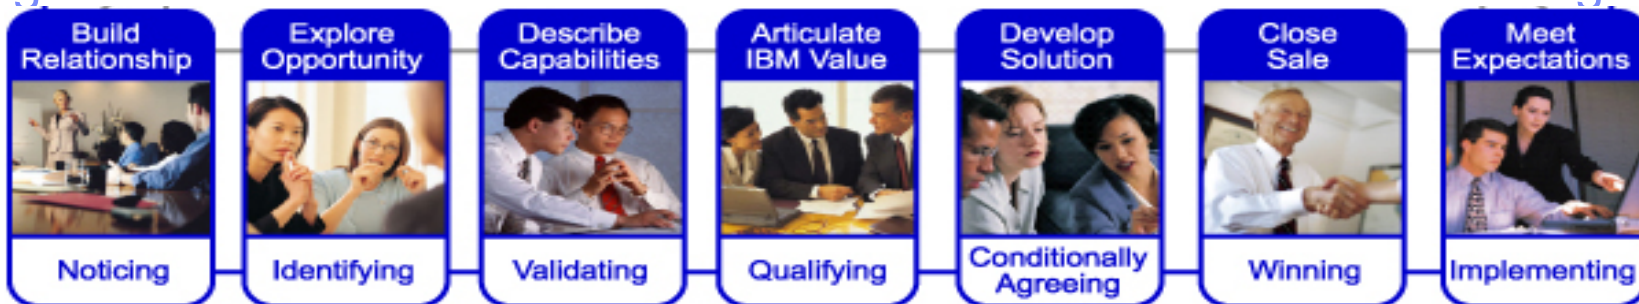 Build
Relationship
Explore
Opportunity
Describe
Capabilities
Articulate
IBM Value
Develop
Solution
Close
Sale
Meet
Expectations
Noticing
Identifying
Validating
Qualifying
Conditionally
Agreeing
Winning
Implementing